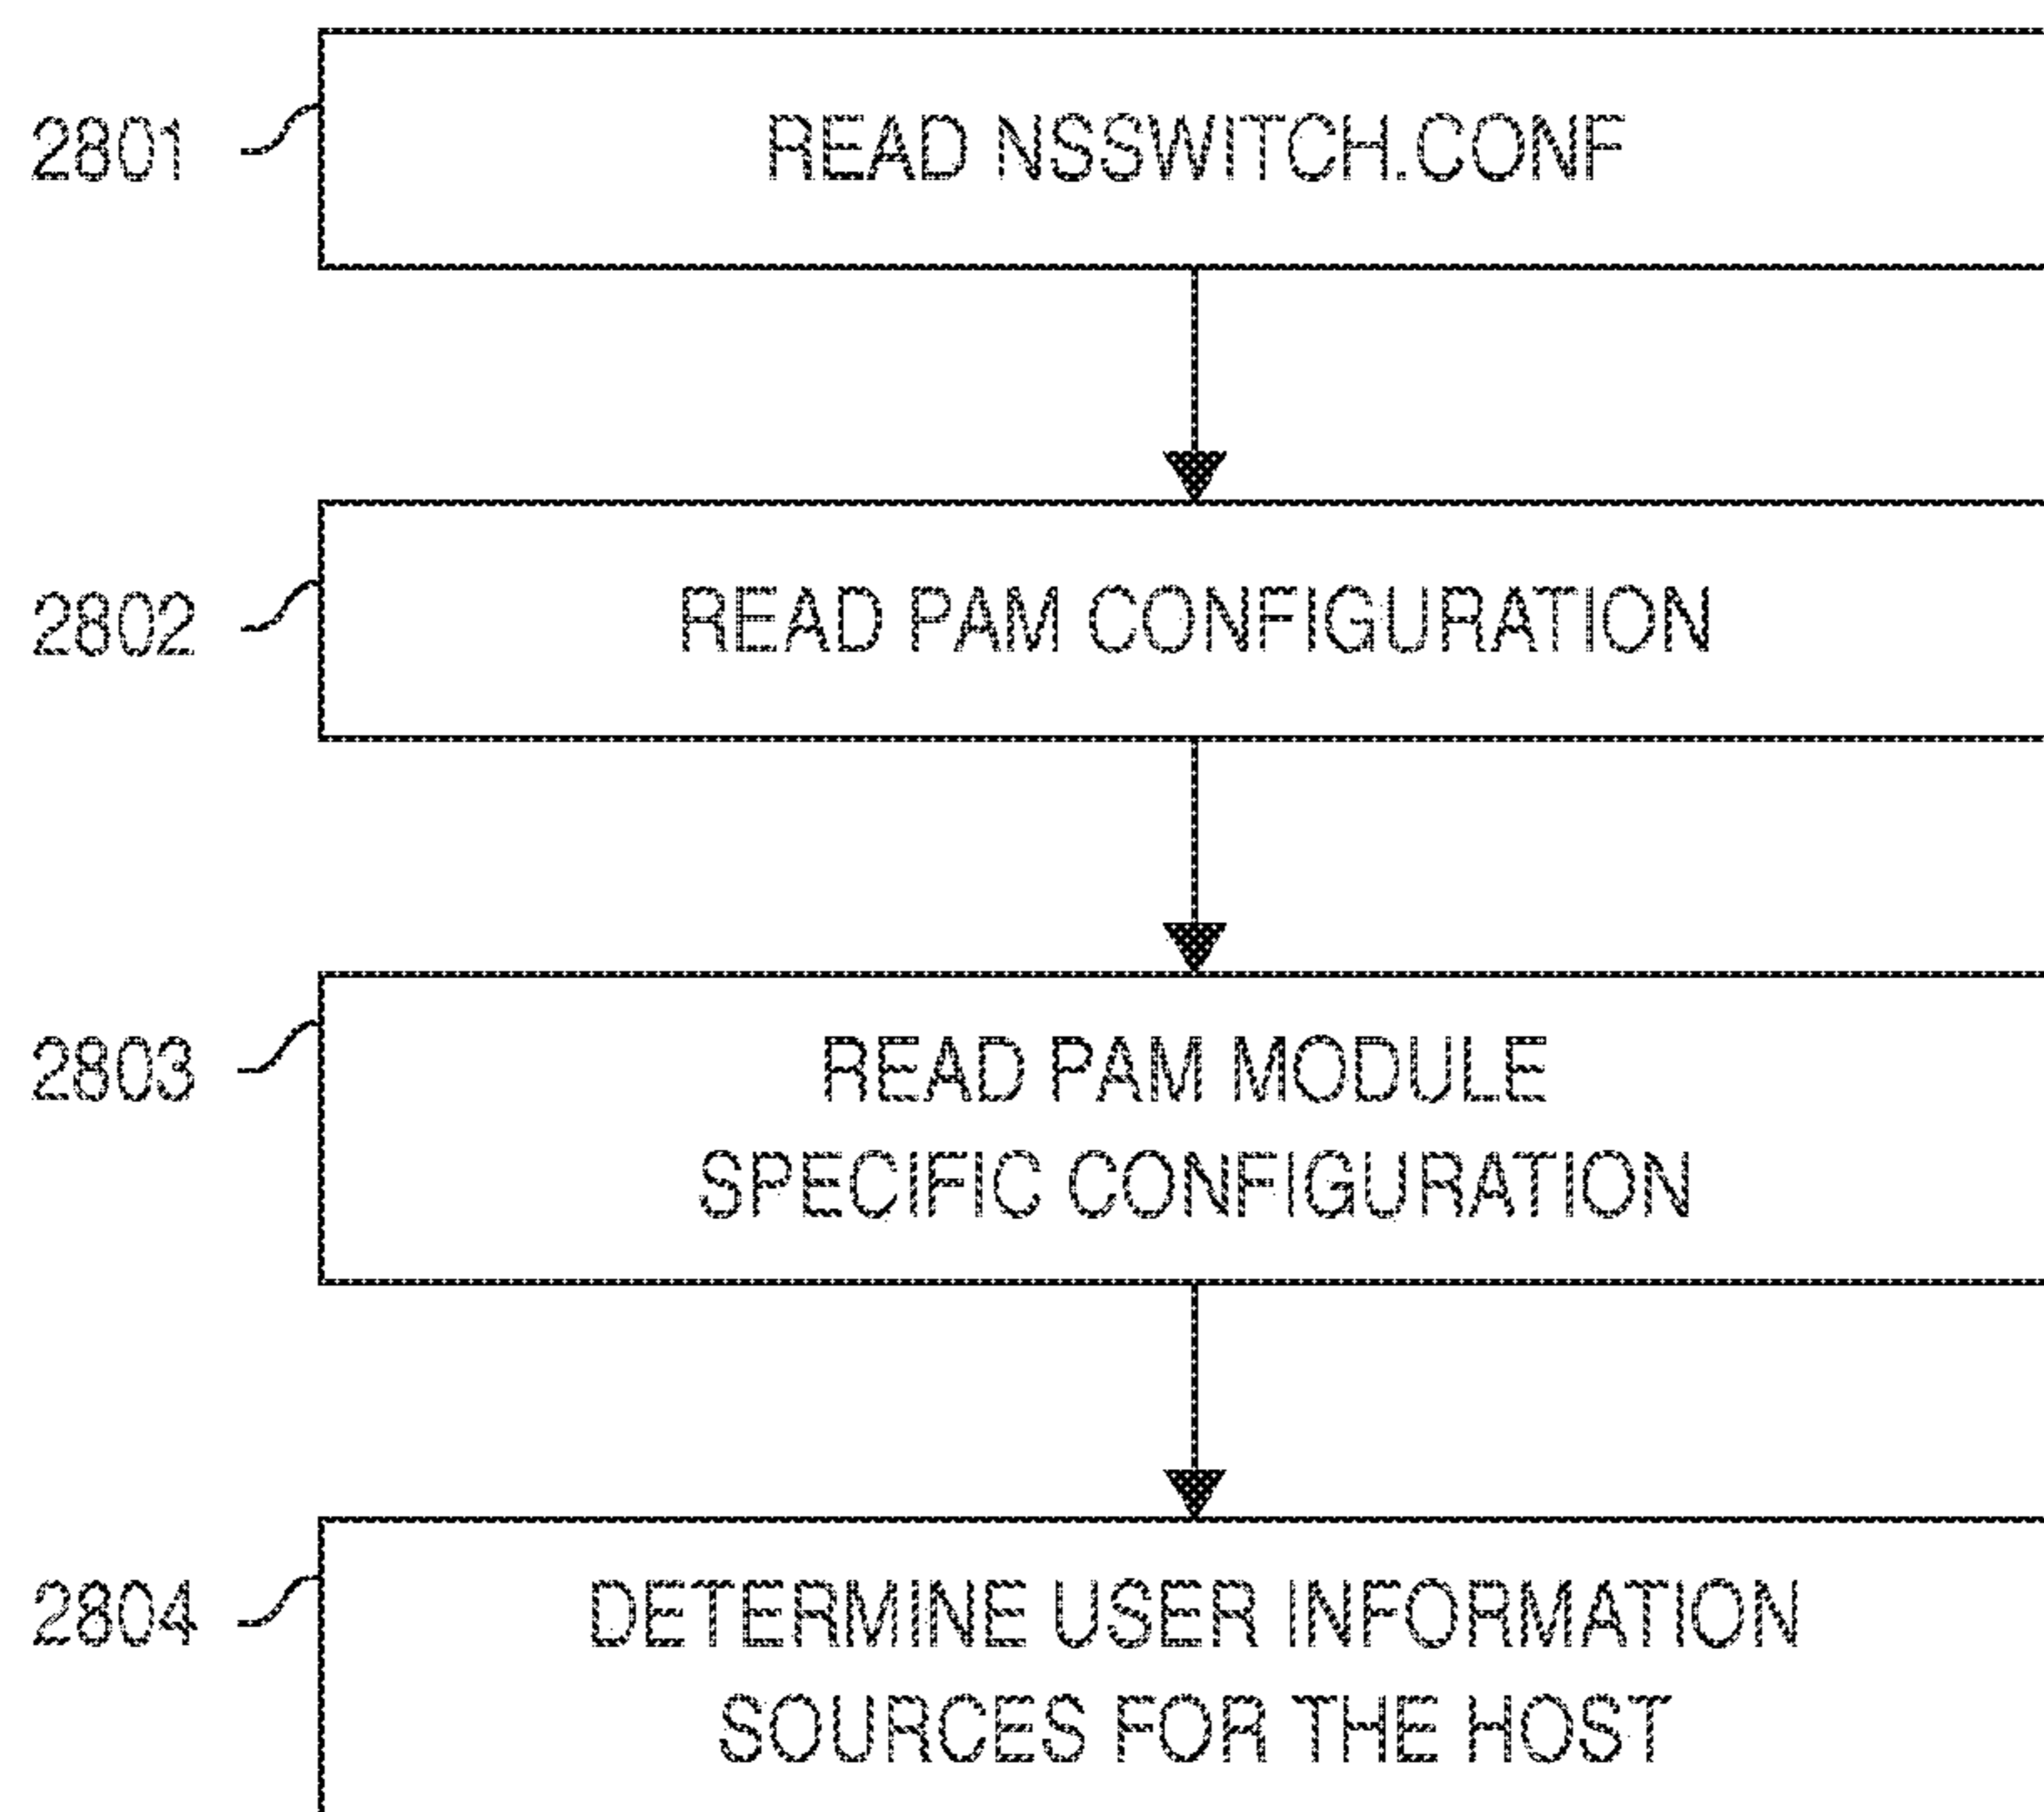 2801
READ NSSWITCH.CONF
2802
READ PAM CONFIGURATION
2803
READ PAM MODULE
SPECIFIC CONFIGURATION
2804
DETERMINE USER INFORMATION
SOURCES FOR THE HOST